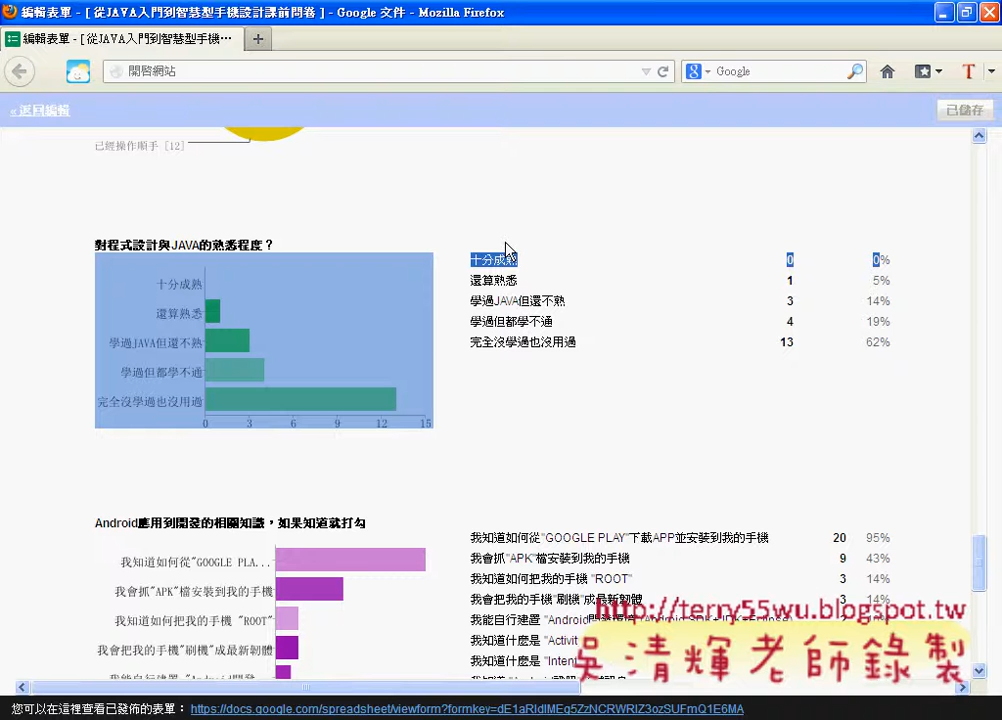 編輯表單 - [ 從JAVA入門到智慧型手機設計課前問卷 ] - Google 文件 - Mozilla Firefox
編輯表單 - [從JAVA入門到智慧型手機…
開啓網站
Google
« 返回編輯
已儲存
已經操作順手 [12]
對程式設計與JAVA的熟悉程度？
十分成熟
還算熟悉
學過JAVA但還不熟
學過但都學不通
完全沒學過也沒用過
0 3 6 9 12 15
十分成熟 0 0%
還算熟悉 1 5%
學過JAVA但還不熟 3 14%
學過但都學不通 4 19%
完全沒學過也沒用過 13 62%
Android應用到開發的相關知識，如果知道就打勾
我知道如何從"GOOGLE PLA...
我會抓"APK"檔安裝到我的手機
我知道如何把我的手機 "ROOT"
我會把我的手機"刷機"成最新韌體
我知道如何從"GOOGLE PLAY"下載APP並安裝到我的手機 20 95%
我會抓"APK"檔安裝到我的手機 9 43%
我知道如何把我的手機 "ROOT" 3 14%
我會把我的手機"刷機"成最新韌體 3 14%
我知道什麼是 "Activit
我知道什麼是 "Inten
http://terry55wu.blogspot.tw
吳清輝老師錄製
您可以在這裡查看已發佈的表單： https://docs.google.com/spreadsheet/viewform?formkey=dE1aRldIMEg5ZzNCRWRIZ3ozSUFmQ1E6MA